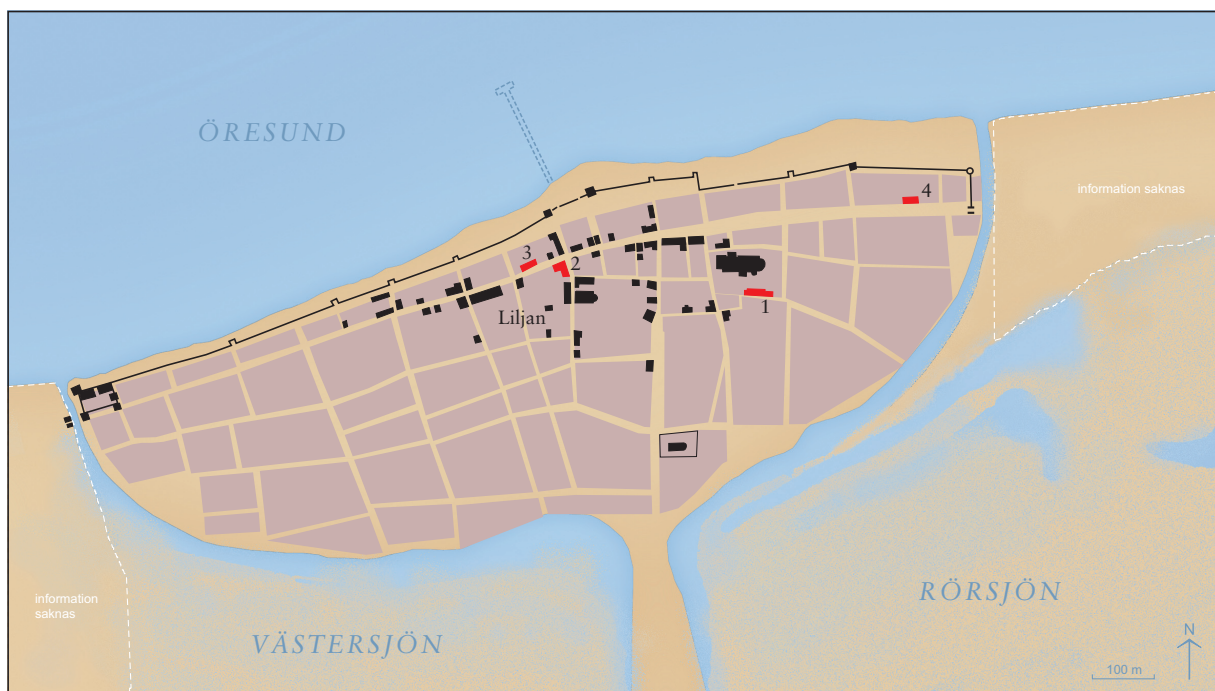 ÖRESUND
information saknas
4
3
2
1
Liljan
information
saknas
RÖRSJÖN
VÄSTERSJÖN
N
100 m